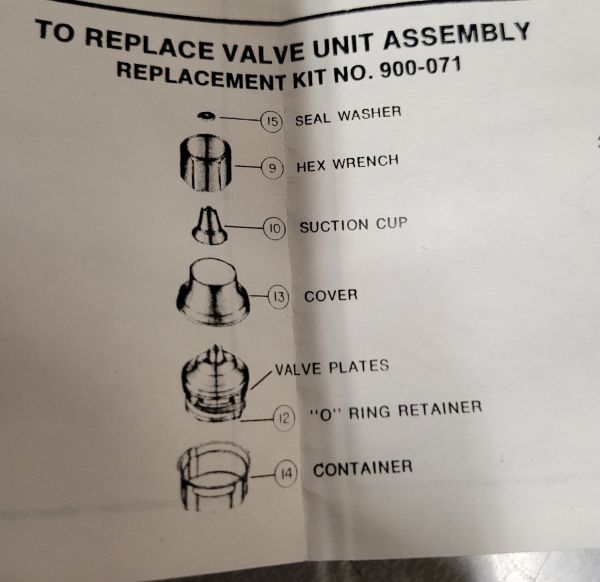 TO REPLACE VALVE UNIT ASSEMBLY
REPLACEMENT KIT NO. 900-071
15 SEAL WASHER
9 HEX WRENCH
10 SUCTION CUP
13 COVER
VALVE PLATES
12 "O" RING RETAINER
14 CONTAINER